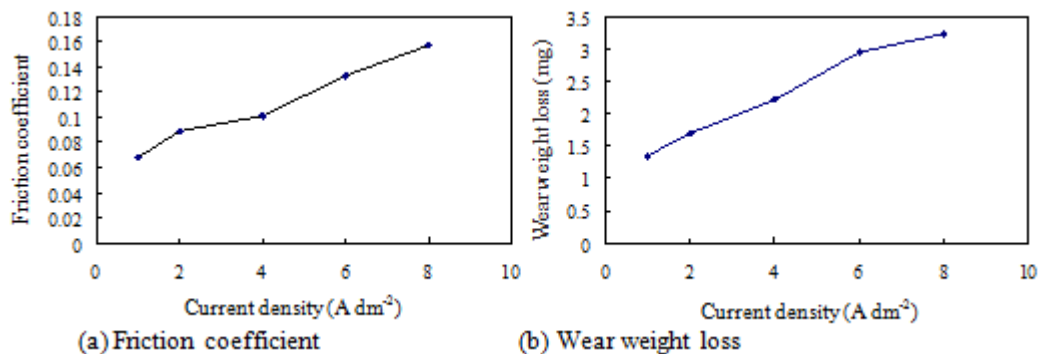 0.18
0.16
0.14
0.12
0.1
0.08
0.06
0.04
0.02
0
Friction coefficient
0 2 4 6 8 10
Current density (A dm-2)
(a) Friction coefficient
3.5
3
2.5
2
1.5
1
0.5
0
Wear weight loss (mg)
0 2 4 6 8 10
Current density (A dm-2)
(b) Wear weight loss